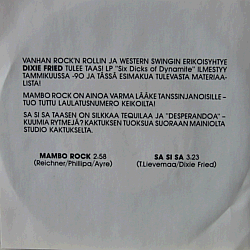 VANHAN ROCK'N ROLLIN JA WESTERN SWINGIN ERIKOISYHTYE
DIXIE FRIED TULEE TAAS! LP "Six Dicks of Dynamite" ILMESTYY
TAMMIKUUSSA -90 JA TÄSSÄ ESIMAKUA TULEVASTA MATERIAA-
LISTA!
MAMBO ROCK ON AINOA VARMA LÄÄKE TANSSINJANOISILLE –
TUO TUTTU LAULATUSNUMERO KEIKOILTA!
SA SI SA TAASEN ON SILKKAA TEQUILAA JA "DESPERANDOA" –
KUUMIA RYTMEJÄ? KAKTUKSEN TUOKSUA SUORAAN MAINIOLTA
STUDIO KAKTUKSELTA.
MAMBO ROCK 2.58
(Reichner/Phillipa/Ayre)
SA SI SA 3.23
(T.Lievemaa/Dixie Fried)